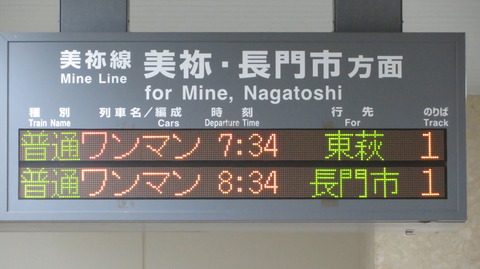 美祢線 美祢・長門市方面
Mine Line for Mine, Nagatoshi
種別 列車名／編成 時刻 行先 のりば
Train Name Cars Departure Time For Track
普通 ワンマン 7:34 東萩 1
普通 ワンマン 8:34 長門市 1